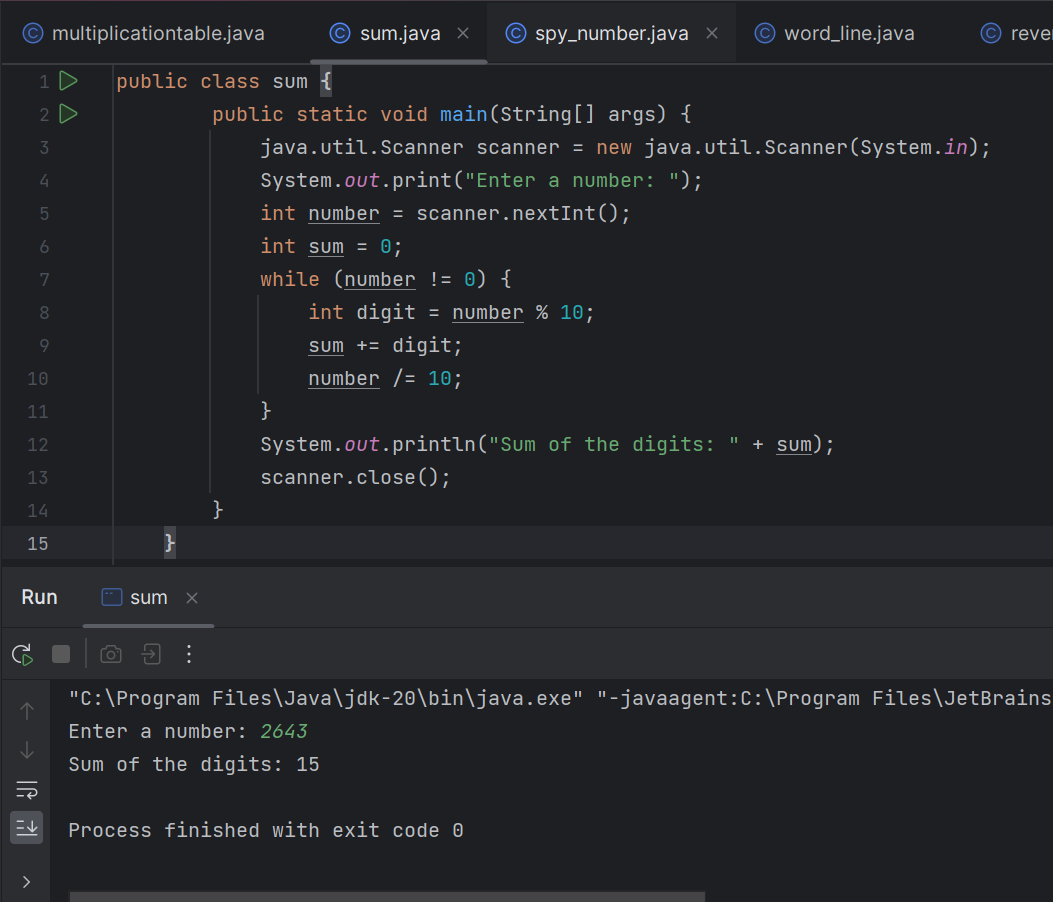 multiplicationtable.java sum.java spy_number.java word_line.java reve
1 public class sum {
2 public static void main(String[] args) {
3 java.util.Scanner scanner = new java.util.Scanner(System.in);
4 System.out.print("Enter a number: ");
5 int number = scanner.nextInt();
6 int sum = 0;
7 while (number != 0) {
8 int digit = number % 10;
9 sum += digit;
10 number /= 10;
11 }
12 System.out.println("Sum of the digits: " + sum);
13 scanner.close();
14 }
15 }
Run sum
"C:\Program Files\Java\jdk-20\bin\java.exe" "-javaagent:C:\Program Files\JetBrains
Enter a number: 2643
Sum of the digits: 15
Process finished with exit code 0